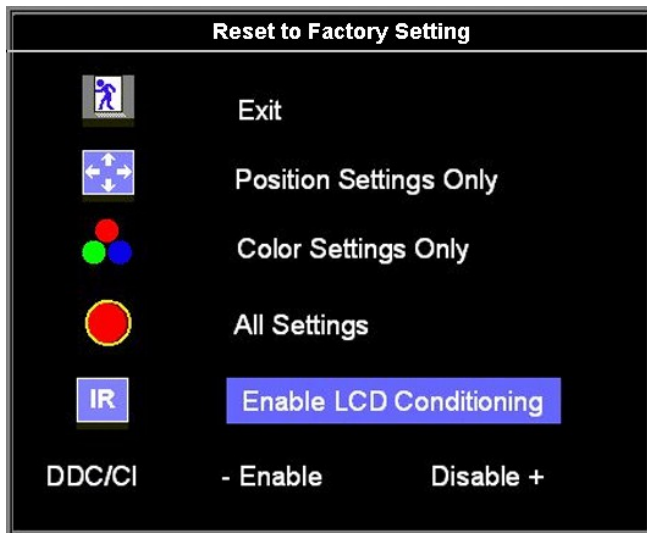 Reset to Factory Setting
Exit
Position Settings Only
Color Settings Only
All Settings
IR Enable LCD Conditioning
DDC/CI - Enable Disable +